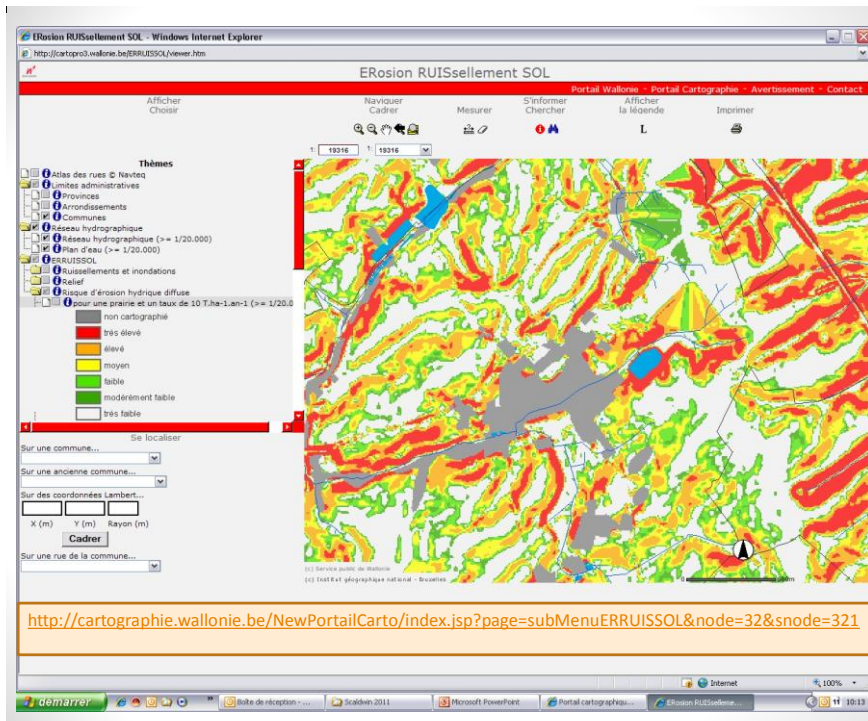 ERosion RUISsellement SOL - Windows Internet Explorer
http://cartopro3.wallonie.be/ERRUISSOL/viewer.htm
ERosion RUISsellement SOL
Portail Wallonie - Portail Cartographie - Avertissement - Contact
Afficher Choisir
Naviguer Cadrer
Mesurer
S'informer Chercher
Afficher la légende
Imprimer
L
1: 19316 1: 19316
Thèmes
Atlas des rues © Navteq
Limites administratives
Provinces
Arrondissements
Communes
Réseau hydrographique
Réseau hydrographique (>= 1/20.000)
Plan d'eau (>= 1/20.000)
ERRUISSOL
Ruissellements et inondations
Relief
Risque d'érosion hydrique diffuse
pour une prairie et un taux de 10 T.ha-1.an-1 (>= 1/20.0
non cartographié
très élevé
élevé
moyen
faible
modérément faible
très faible
Se localiser
Sur une commune...
Sur une ancienne commune...
Sur des coordonnées Lambert...
X (m) Y (m) Rayon (m)
Cadrer
Sur une rue de la commune...
(c) Service public de Wallonie
(c) Institut géographique national - Bruxelles
http://cartographie.wallonie.be/NewPortailCarto/index.jsp?page=subMenuERRUISSOL&node=32&snode=321
Internet
100%
démarrer
Boîte de réception - ...
Scaldwin 2011
Microsoft PowerPoint
Portail cartographiqu...
ERosion RUISselleme...
10:13